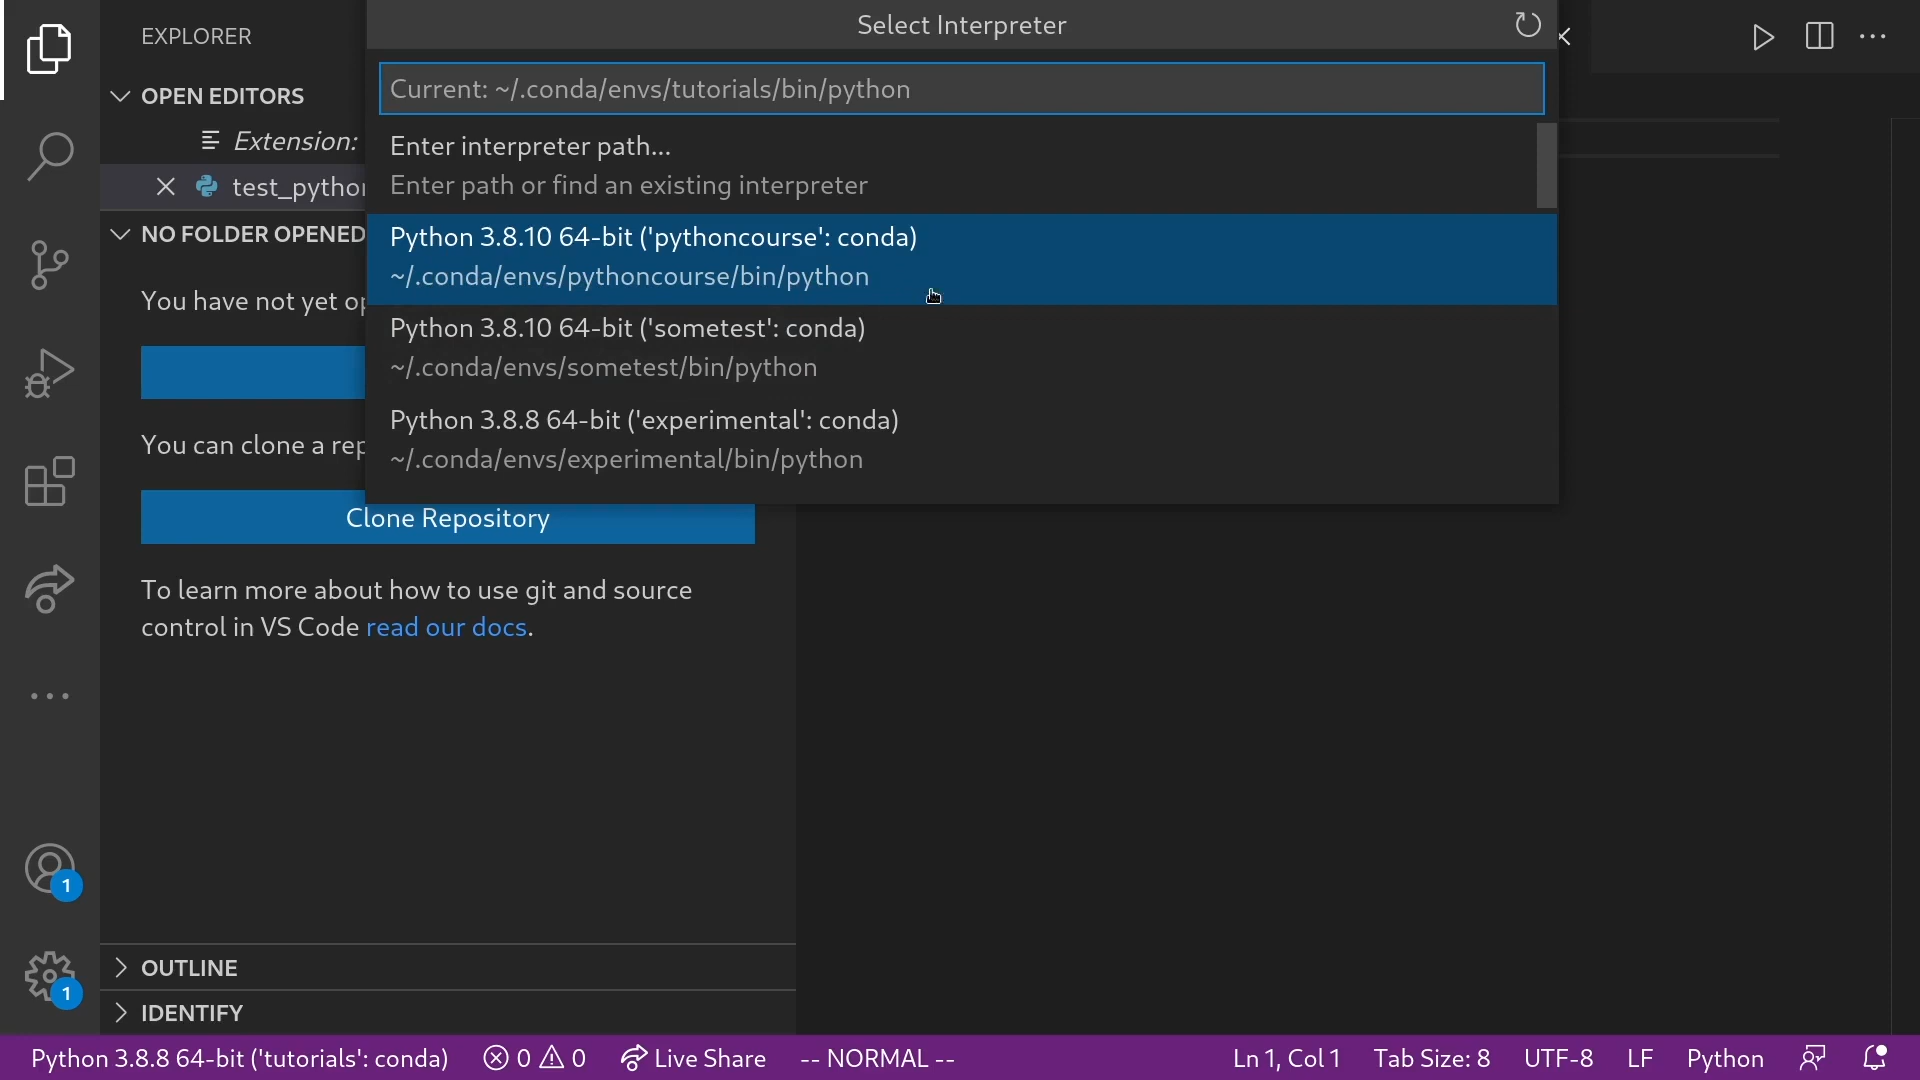 EXPLORER
OPEN EDITORS
Extension:
test_python
NO FOLDER OPENED
You have not yet
You can clone a
Clone Repository
To learn more about how to use git and source
control in VS Code read our docs.
OUTLINE
IDENTIFY
1
1
Select Interpreter
Current: ~/.conda/envs/tutorials/bin/python
Enter interpreter path...
Enter path or find an existing interpreter
Python 3.8.10 64-bit ('pythoncourse': conda)
~/.conda/envs/pythoncourse/bin/python
Python 3.8.10 64-bit ('sometest': conda)
~/.conda/envs/sometest/bin/python
Python 3.8.8 64-bit ('experimental': conda)
~/.conda/envs/experimental/bin/python
Python 3.8.8 64-bit ('tutorials': conda) 0 0 Live Share -- NORMAL -- Ln 1, Col 1 Tab Size: 8 UTF-8 LF Python